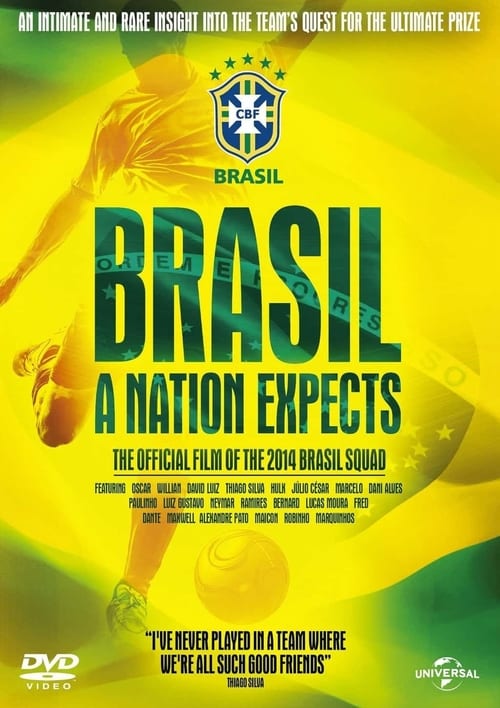 AN INTIMATE AND RARE INSIGHT INTO THE TEAM'S QUEST FOR THE ULTIMATE PRIZE
CBF
BRASIL
BRASIL
ORDEM E PROGRESSO
A NATION EXPECTS
THE OFFICIAL FILM OF THE 2014 BRASIL SQUAD
FEATURING OSCAR WILLIAN DAVID LUIZ THIAGO SILVA HULK JÚLIO CÉSAR MARCELO DANI ALVES
PAULINHO LUIZ GUSTAVO NEYMAR RAMIRES BERNARD LUCAS MOURA FRED
DANTE MAXWELL ALEXANDRE PATO MAICON ROBINHO MARQUINHOS
"I'VE NEVER PLAYED IN A TEAM WHERE
WE'RE ALL SUCH GOOD FRIENDS"
THIAGO SILVA
DVD
VIDEO
UNIVERSAL